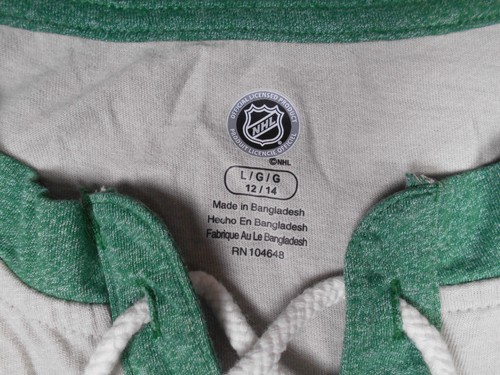 OFFICIAL LICENSED PRODUCT
NHL
PRODUIT LICENCIÉ OFFICIEL
©NHL
L/G/G
12/14
Made in Bangladesh
Hecho En Bangladesh
Fabrique Au Le Bangladesh
RN 104648